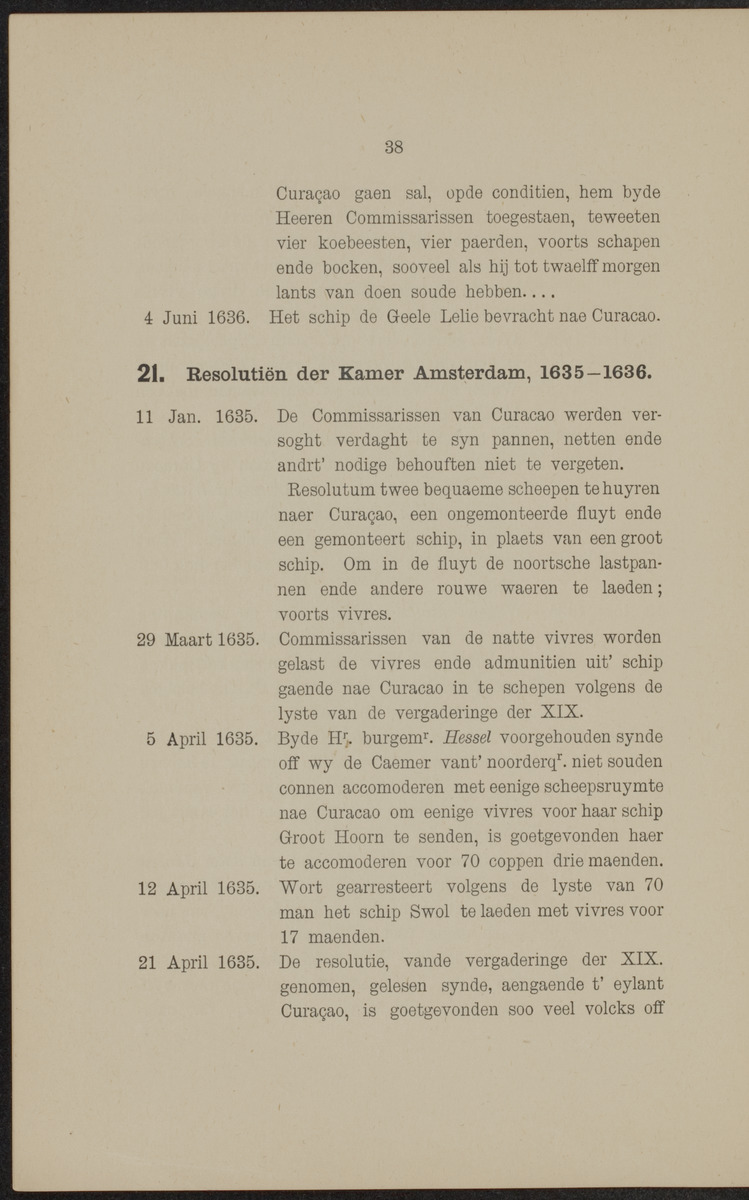 38
Curaçao gaen sal, opde conditien, hem byde
Heeren Commissarissen toegestaen, teweeten
vier koebeesten, vier paerden, voorts schapen
ende bocken, sooveel als hij tot twaelff morgen
lants van doen soude hebben....
4 Juni 1636. Het schip de Geele Lelie bevracht nae Curacao.
21. Resolutiën der Kamer Amsterdam, 1635—1636.
11 Jan. 1635. De Commissarissen van Curacao werden ver-
soght verdaght te syn pannen, netten ende
andrt' nodige behouften niet te vergeten.
Resolutum twee bequaeme scheepen te huyren
naer Curaçao, een ongemonteerde fluyt ende
een gemonteert schip, in plaets van een groot
schip. Om in de fluyt de noortsche lastpan-
nen ende andere rouwe waeren te laeden;
voorts vivres.
29 Maart 1635. Commissarissen van de natte vivres worden
gelast de vivres ende admunitien uit' schip
gaende nae Curacao in te schepen volgens de
lyste van de vergaderinge der XIX.
5 April 1635. Byde Hr. burgemr. Hessel voorgehouden synde
off wy de Caemer vant' noorderqr. niet souden
connen accomoderen met eenige scheepsruymte
nae Curacao om eenige vivres voor haar schip
Groot Hoorn te senden, is goetgevonden haer
te accomoderen voor 70 coppen drie maenden.
12 April 1635. Wort gearresteert volgens de lyste van 70
man het schip Swol te laeden met vivres voor
17 maenden.
21 April 1635. De resolutie, vande vergaderinge der XIX.
genomen, gelesen synde, aengaende t' eylant
Curaçao, is goetgevonden soo veel volcks off